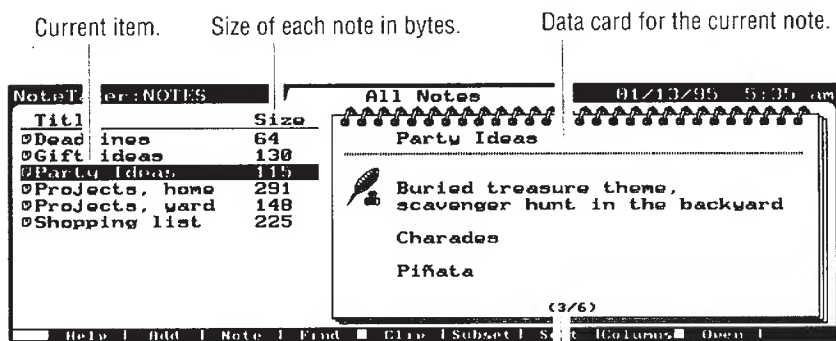 Current item. Size of each note in bytes. Data card for the current note.
NoteTaker:NOTES All Notes 01/13/95 5:35 am
Title Size
Deadlines 64
Gift ideas 130
Party Ideas 115
Projects, home 291
Projects, yard 148
Shopping list 225
Party Ideas
Buried treasure theme,
scavenger hunt in the backyard
Charades
Piñata
(3/6)
Help Add Note Find Clip Subset Sort Columns Open